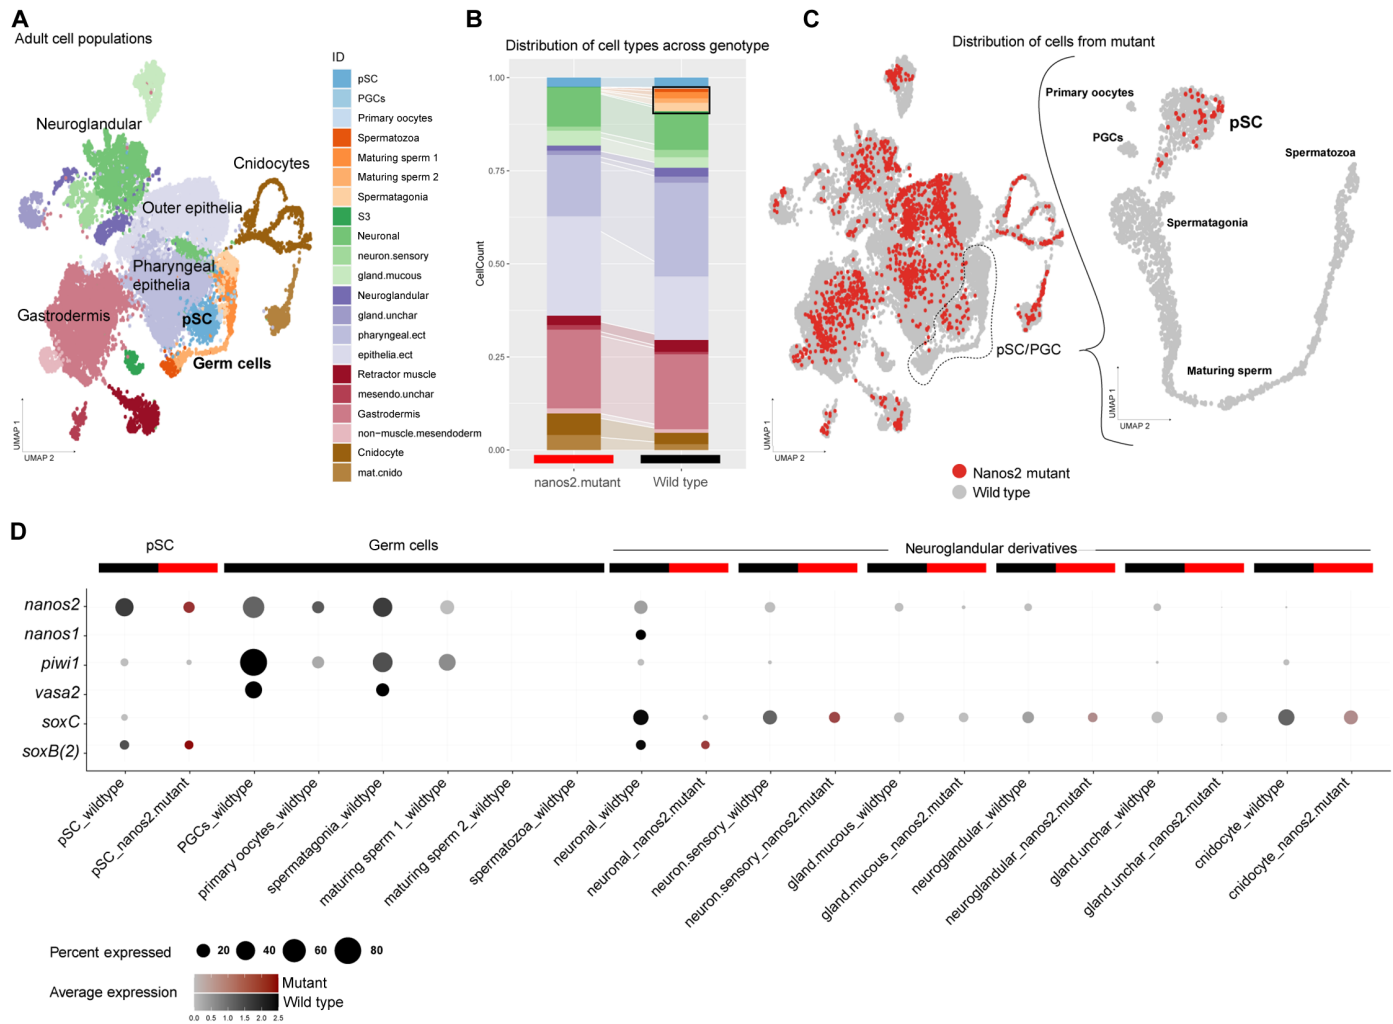 A
Adult cell populations
Neuroglandular
Cnidocytes
Outer epithelia
Pharyngeal
epithelia
Gastrodermis
pSC
Germ cells
UMAP 1
UMAP 2
ID
pSC
PGCs
Primary oocytes
Spermatozoa
Maturing sperm 1
Maturing sperm 2
Spermatagonia
S3
Neuronal
neuron.sensory
gland.mucous
Neuroglandular
gland.unchar
pharyngeal.ect
epithelia.ect
Retractor muscle
mesendo.unchar
Gastrodermis
non−muscle.mesendoderm
Cnidocyte
mat.cnido
B
Distribution of cell types across genotype
CellCount
1.00
0.75
0.50
0.25
0.00
nanos2.mutant
Wild type
C
Distribution of cells from mutant
pSC/PGC
UMAP 1
UMAP 2
Primary oocytes
pSC
PGCs
Spermatozoa
Spermatagonia
Maturing sperm
UMAP 1
UMAP 2
Nanos2 mutant
Wild type
D
pSC
Germ cells
Neuroglandular derivatives
nanos2
nanos1
piwi1
vasa2
soxC
soxB(2)
pSC_wildtype
pSC_nanos2.mutant
PGCs_wildtype
primary oocytes_wildtype
spermatagonia_wildtype
maturing sperm 1_wildtype
maturing sperm 2_wildtype
spermatozoa_wildtype
neuronal_wildtype
neuronal_nanos2.mutant
neuron.sensory_wildtype
neuron.sensory_nanos2.mutant
gland.mucous_wildtype
gland.mucous_nanos2.mutant
neuroglandular_wildtype
neuroglandular_nanos2.mutant
gland.unchar_wildtype
gland.unchar_nanos2.mutant
cnidocyte_wildtype
cnidocyte_nanos2.mutant
Percent expressed 20 40 60 80
Average expression
Mutant
Wild type
0.0 0.5 1.0 1.5 2.0 2.5